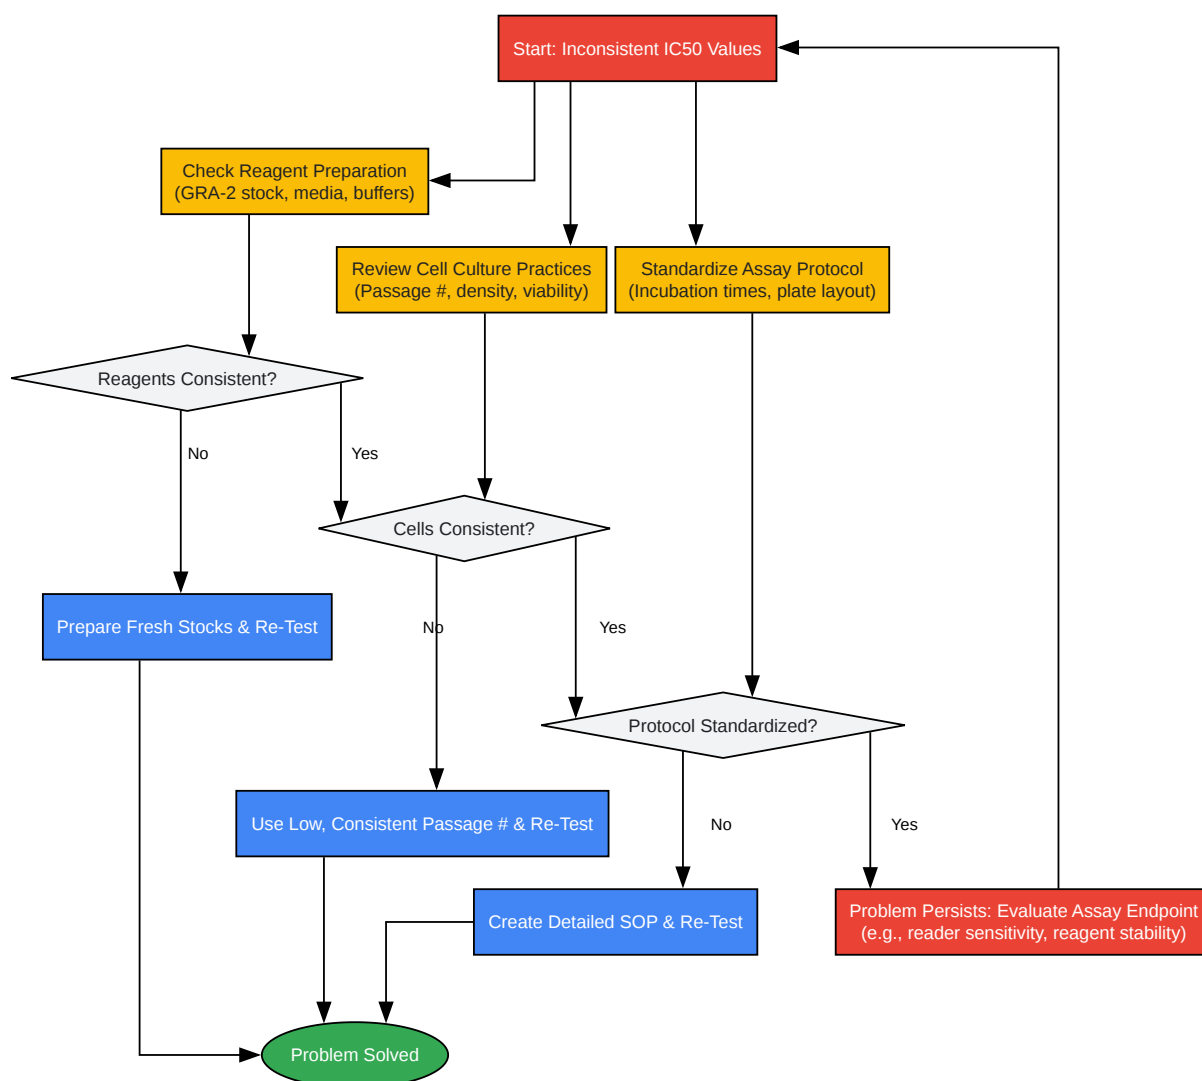 Start: Inconsistent IC50 Values
Check Reagent Preparation
(GRA-2 stock, media, buffers)
Review Cell Culture Practices
(Passage #, density, viability)
Standardize Assay Protocol
(Incubation times, plate layout)
Reagents Consistent?
No
Yes
Cells Consistent?
Prepare Fresh Stocks & Re-Test
No
Yes
Protocol Standardized?
Use Low, Consistent Passage # & Re-Test
No
Yes
Create Detailed SOP & Re-Test
Problem Persists: Evaluate Assay Endpoint
(e.g., reader sensitivity, reagent stability)
Problem Solved